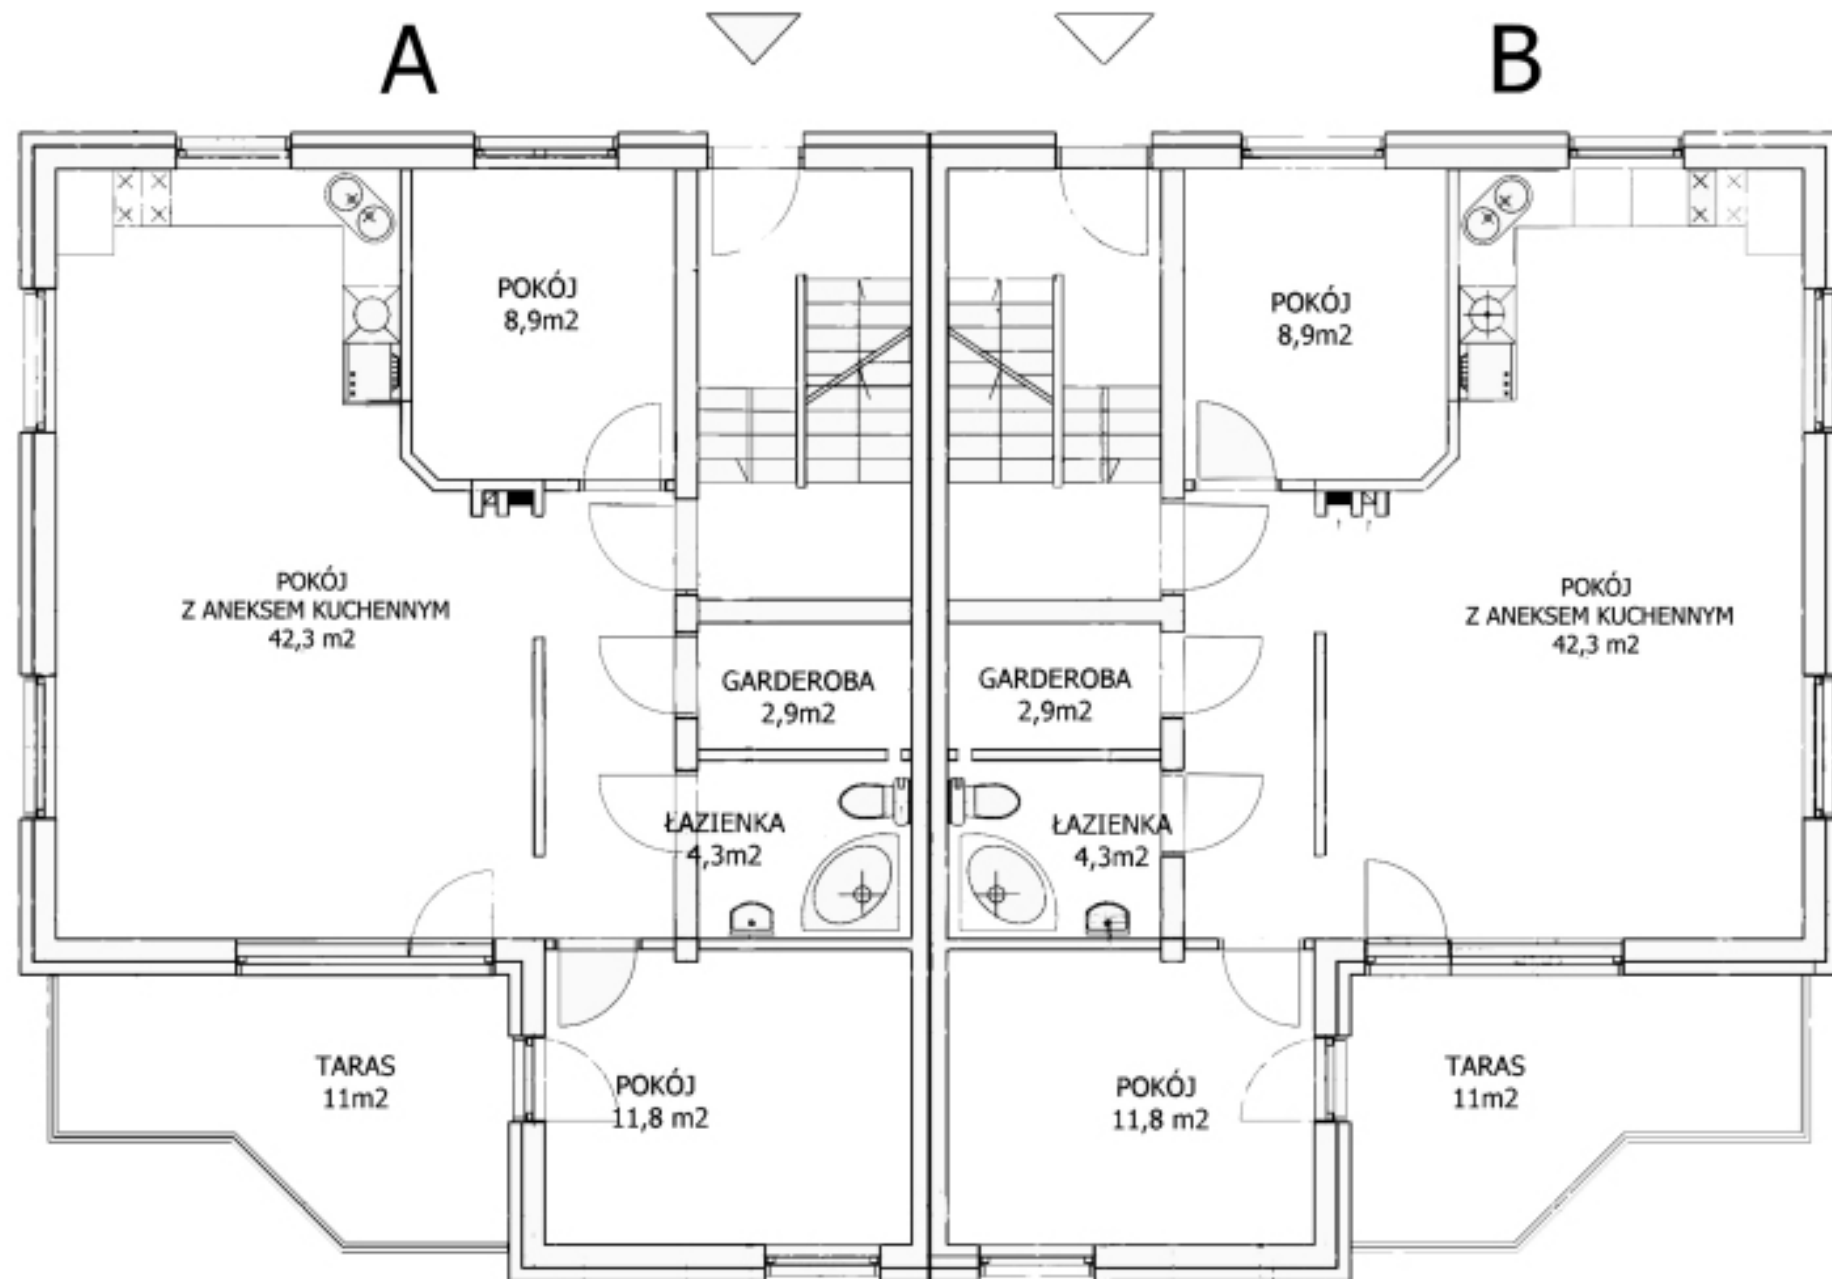 A
B
POKÓJ
8,9m2
POKÓJ
8,9m2
POKÓJ
Z ANEKSEM KUCHENNYM
42,3 m2
POKÓJ
Z ANEKSEM KUCHENNYM
42,3 m2
GARDEROBA
2,9m2
GARDEROBA
2,9m2
ŁAZIENKA
4,3m2
ŁAZIENKA
4,3m2
TARAS
11m2
POKÓJ
11,8 m2
POKÓJ
11,8 m2
TARAS
11m2